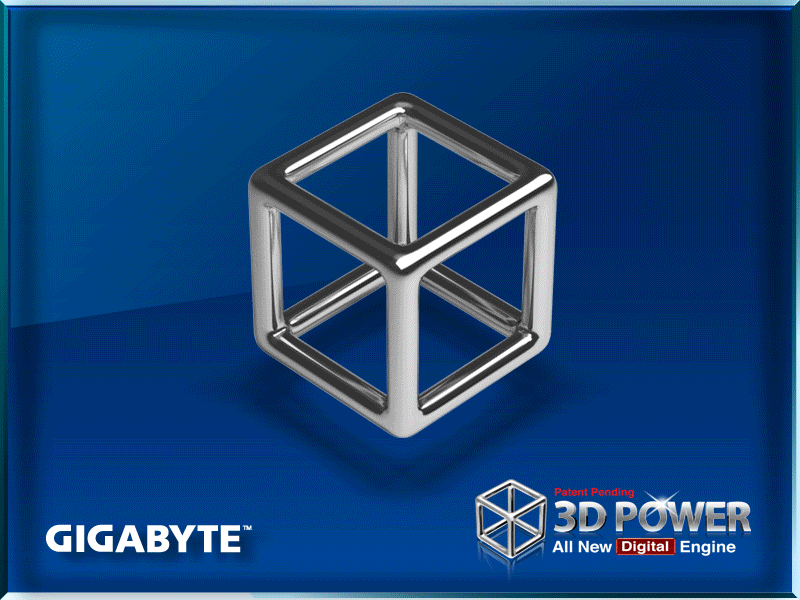 Patent Pending
3D POWER
GIGABYTE™
All New Digital Engine